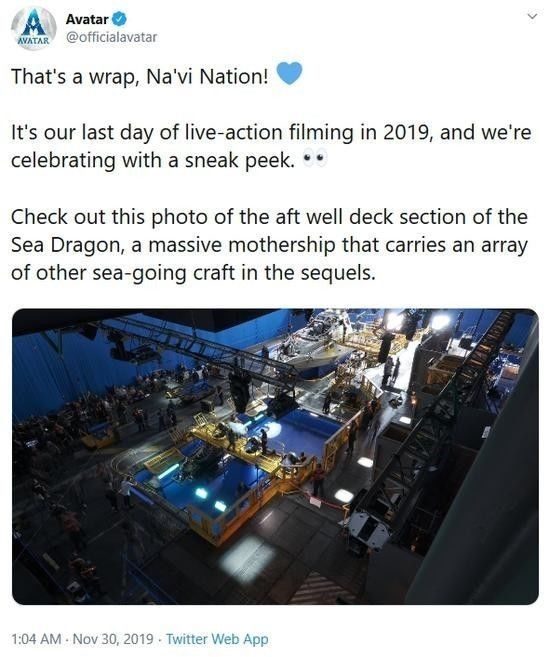 Avatar
@officialavatar
AVATAR
That's a wrap, Na'vi Nation! 💙
It's our last day of live-action filming in 2019, and we're
celebrating with a sneak peek. 👀
Check out this photo of the aft well deck section of the
Sea Dragon, a massive mothership that carries an array
of other sea-going craft in the sequels.
1:04 AM · Nov 30, 2019 · Twitter Web App